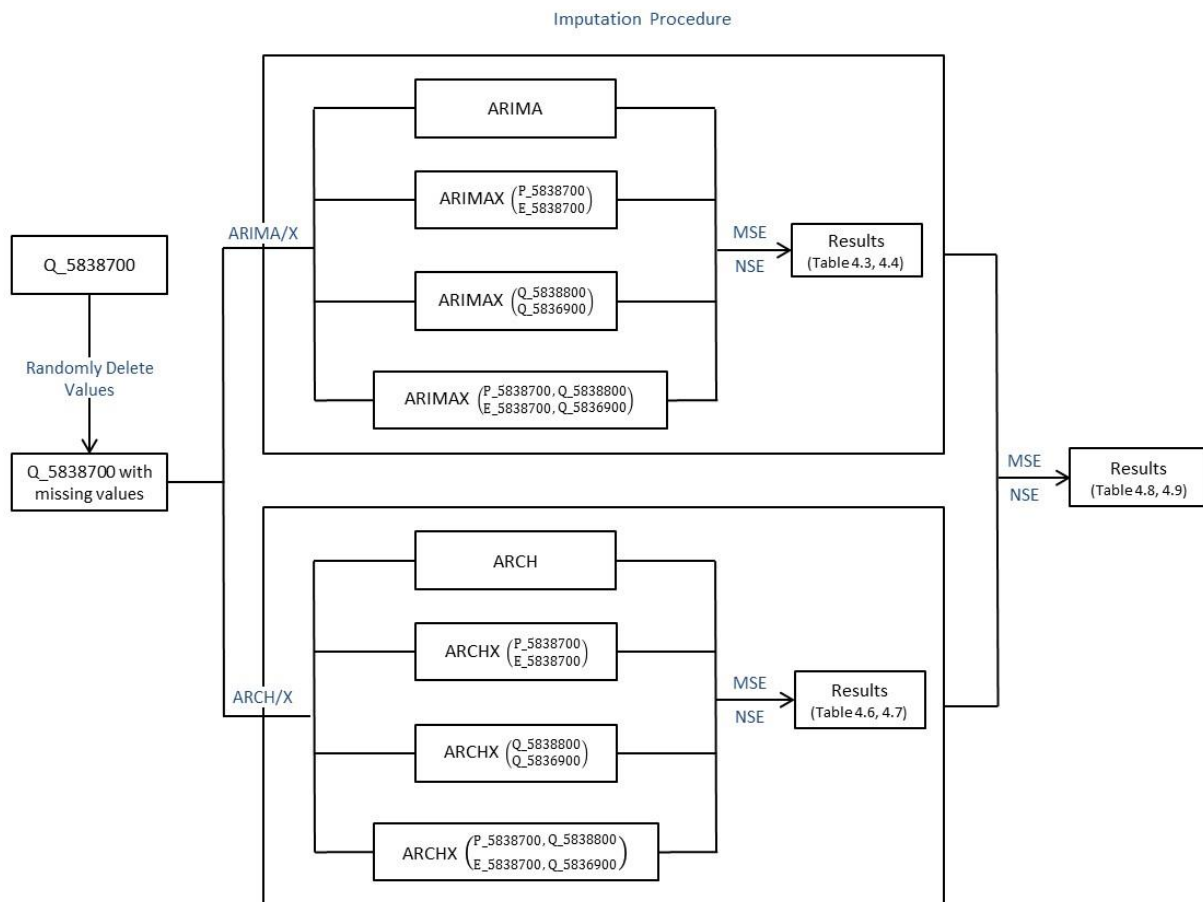 Imputation Procedure
Q_5838700
Randomly Delete
Values
Q_5838700 with
missing values
ARIMA/X
ARIMA
ARIMAX (P_5838700
E_5838700)
ARIMAX (Q_5838800
Q_5836900)
ARIMAX (P_5838700, Q_5838800
E_5838700, Q_5836900)
MSE
NSE
Results
(Table 4.3, 4.4)
ARCH/X
ARCH
ARCHX (P_5838700
E_5838700)
ARCHX (Q_5838800
Q_5836900)
ARCHX (P_5838700, Q_5838800
E_5838700, Q_5836900)
MSE
NSE
Results
(Table 4.6, 4.7)
MSE
NSE
Results
(Table 4.8, 4.9)